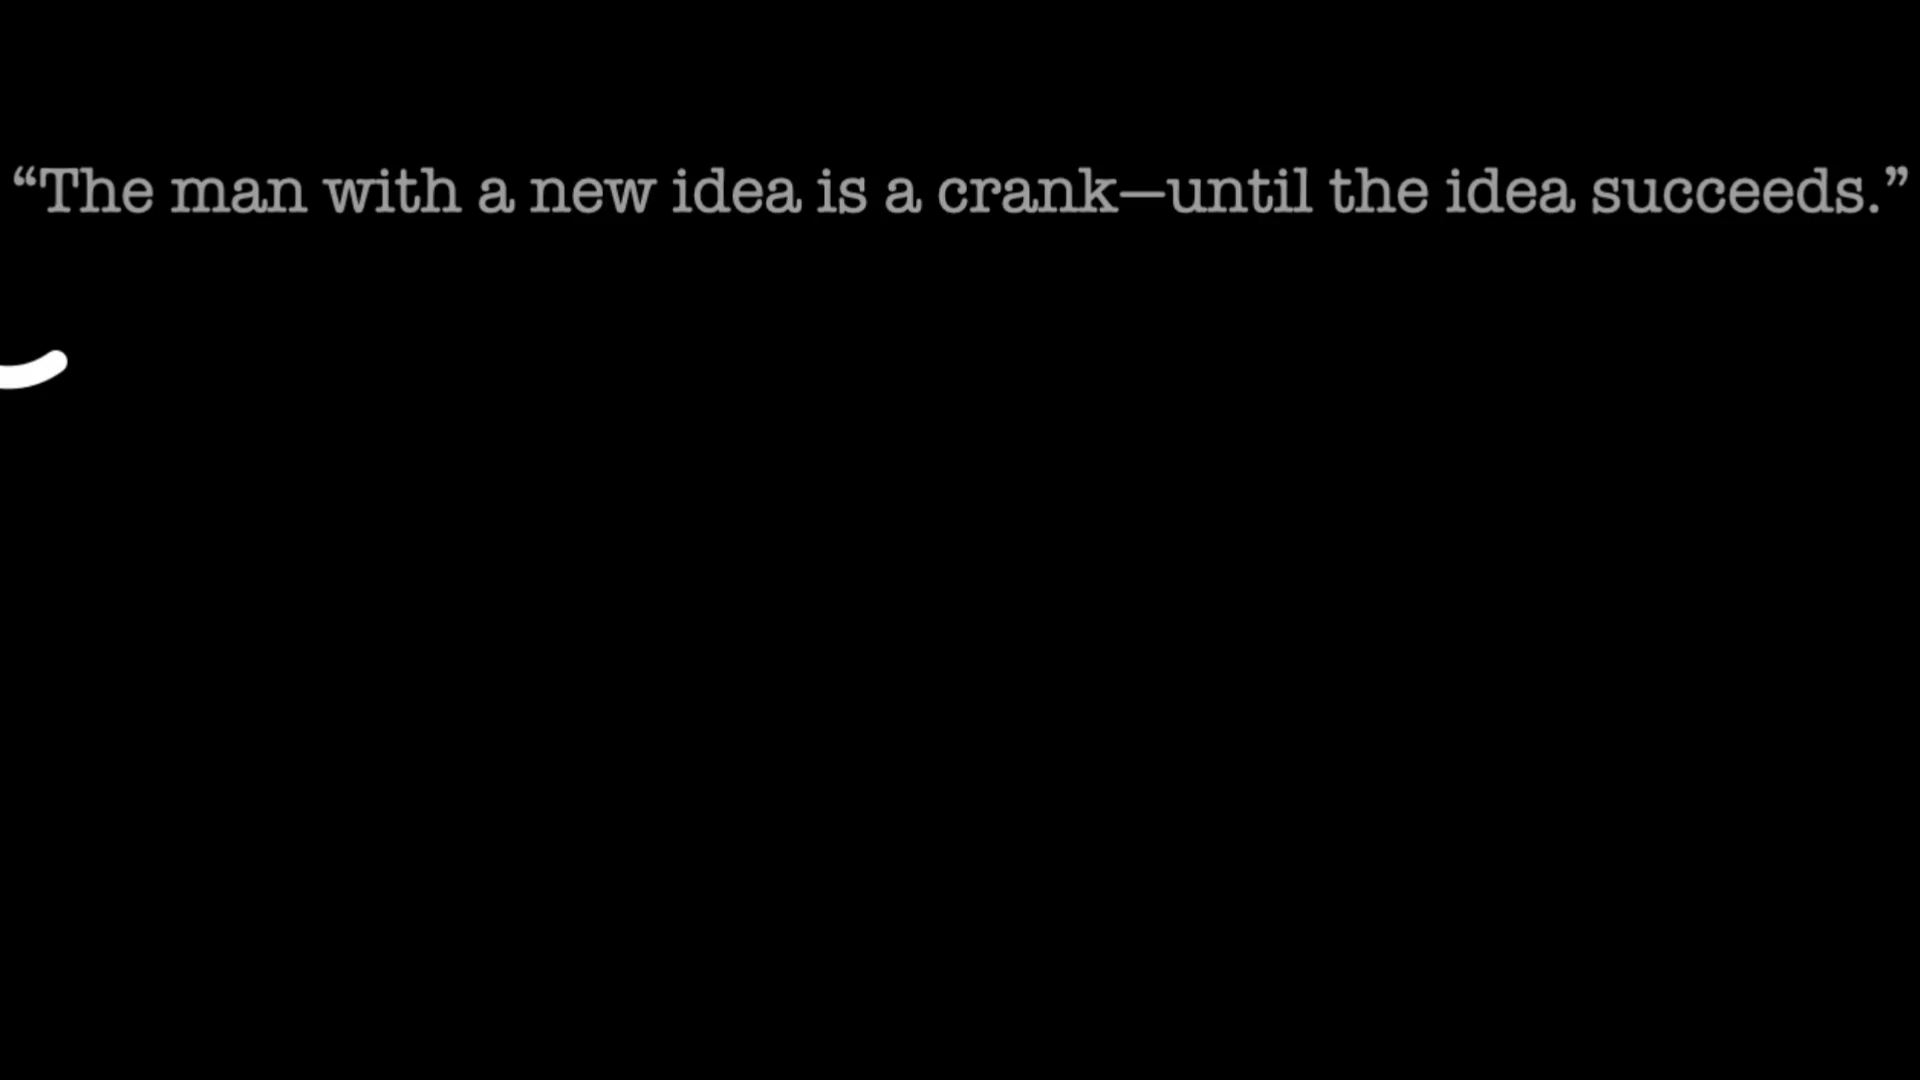 “The man with a new idea is a crank—until the idea succeeds.”